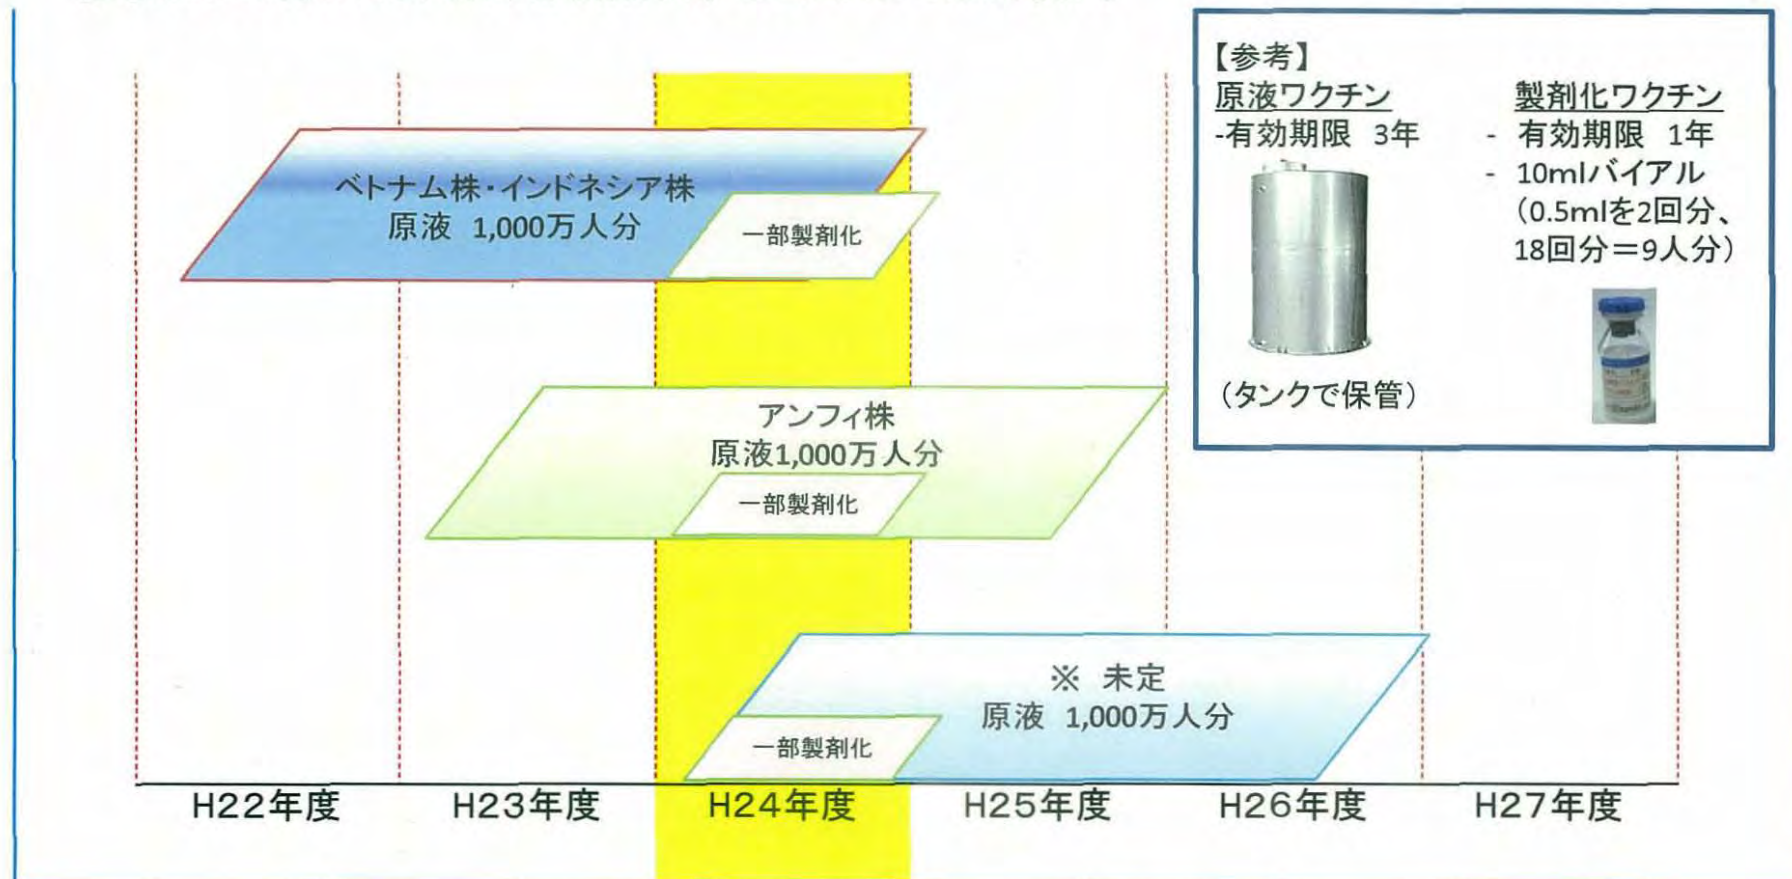 【参考】
原液ワクチン
-有効期限 3年
(タンクで保管)
製剤化ワクチン
- 有効期限 1年
- 10mlバイアル
(0.5mlを2回分、
18回分=9人分)
ベトナム株・インドネシア株
原液 1,000万人分
一部製剤化
アンフィ株
原液1,000万人分
一部製剤化
※ 未定
原液 1,000万人分
一部製剤化
H22年度 H23年度 H24年度 H25年度 H26年度 H27年度